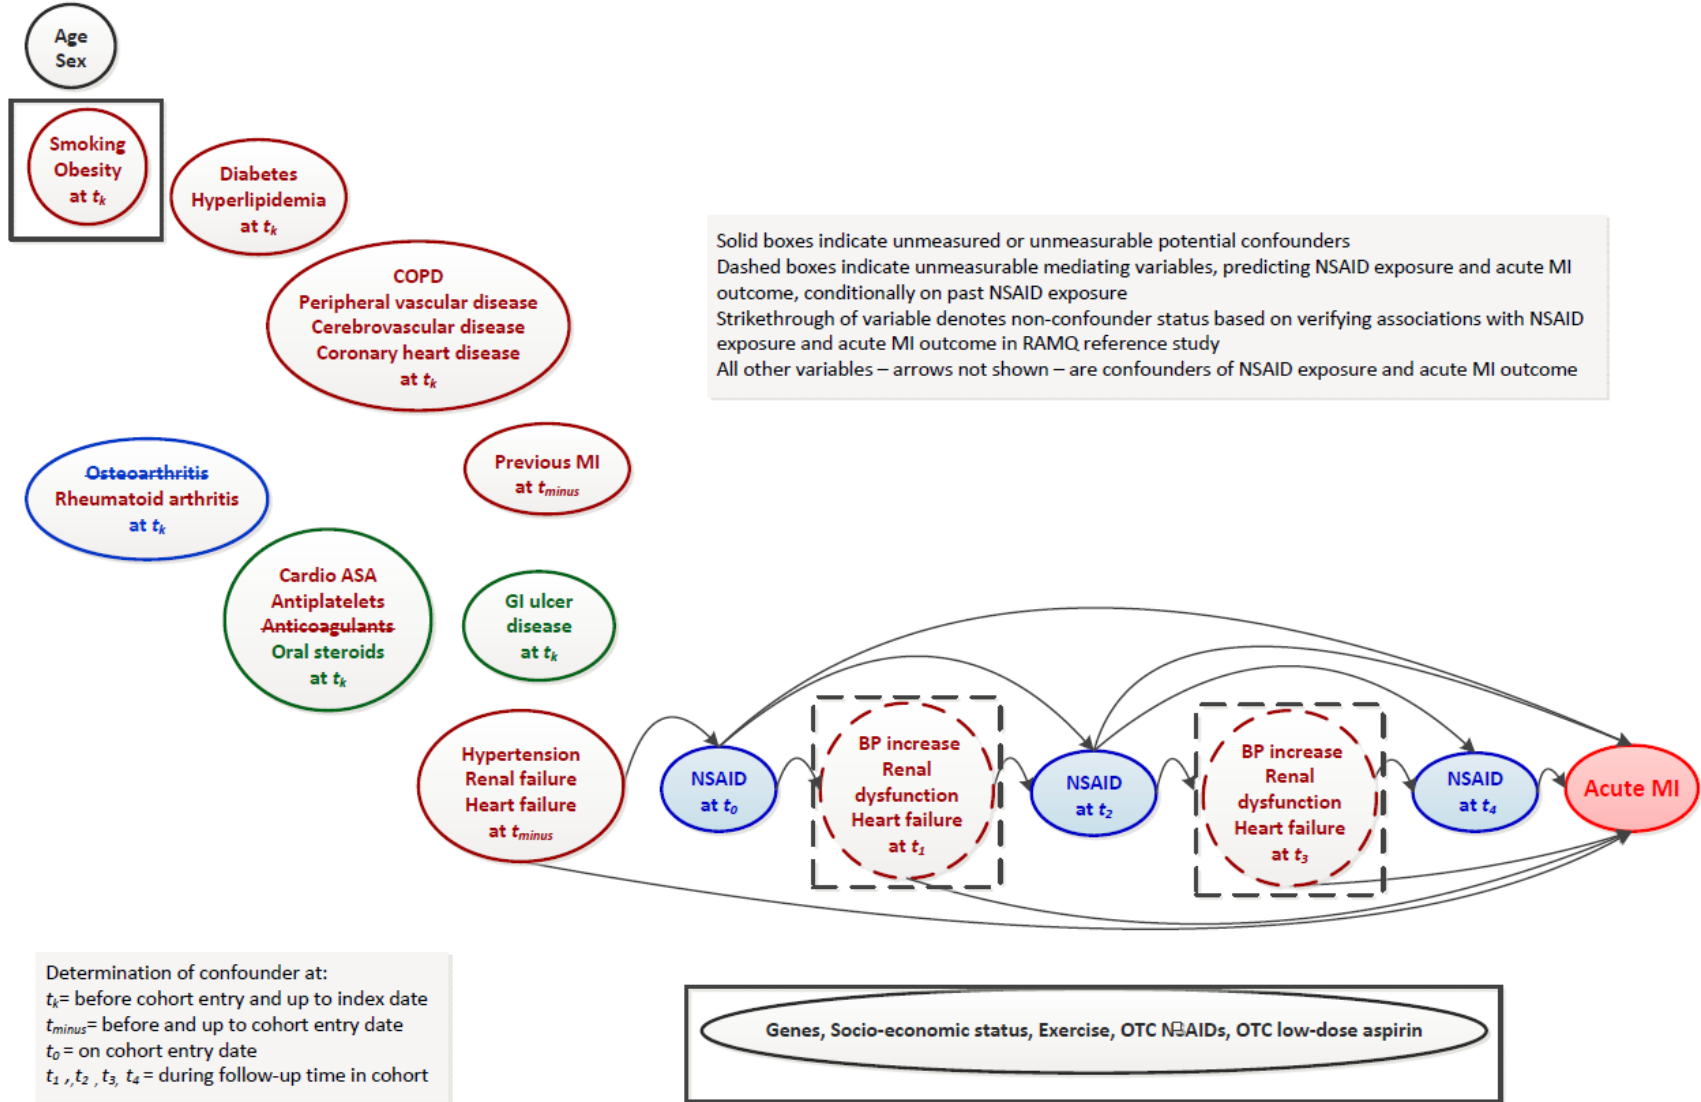 Age
Sex
Smoking
Obesity
at tk
Diabetes
Hyperlipidemia
at tk
COPD
Peripheral vascular disease
Cerebrovascular disease
Coronary heart disease
at tk
Solid boxes indicate unmeasured or unmeasurable potential confounders
Dashed boxes indicate unmeasurable mediating variables, predicting NSAID exposure and acute MI
outcome, conditionally on past NSAID exposure
Strikethrough of variable denotes non-confounder status based on verifying associations with NSAID
exposure and acute MI outcome in RAMQ reference study
All other variables – arrows not shown – are confounders of NSAID exposure and acute MI outcome
Previous MI
at tminus
Osteoarthritis
Rheumatoid arthritis
at tk
Cardio ASA
Antiplatelets
Anticoagulants
Oral steroids
at tk
GI ulcer
disease
at tk
Hypertension
Renal failure
Heart failure
at tminus
NSAID
at t0
BP increase
Renal
dysfunction
Heart failure
at t1
NSAID
at t2
BP increase
Renal
dysfunction
Heart failure
at t3
NSAID
at t4
Acute MI
Determination of confounder at:
tk= before cohort entry and up to index date
tminus= before and up to cohort entry date
t0 = on cohort entry date
t1 ,,t2 , t3, t4 = during follow-up time in cohort
Genes, Socio-economic status, Exercise, OTC NSAIDs, OTC low-dose aspirin